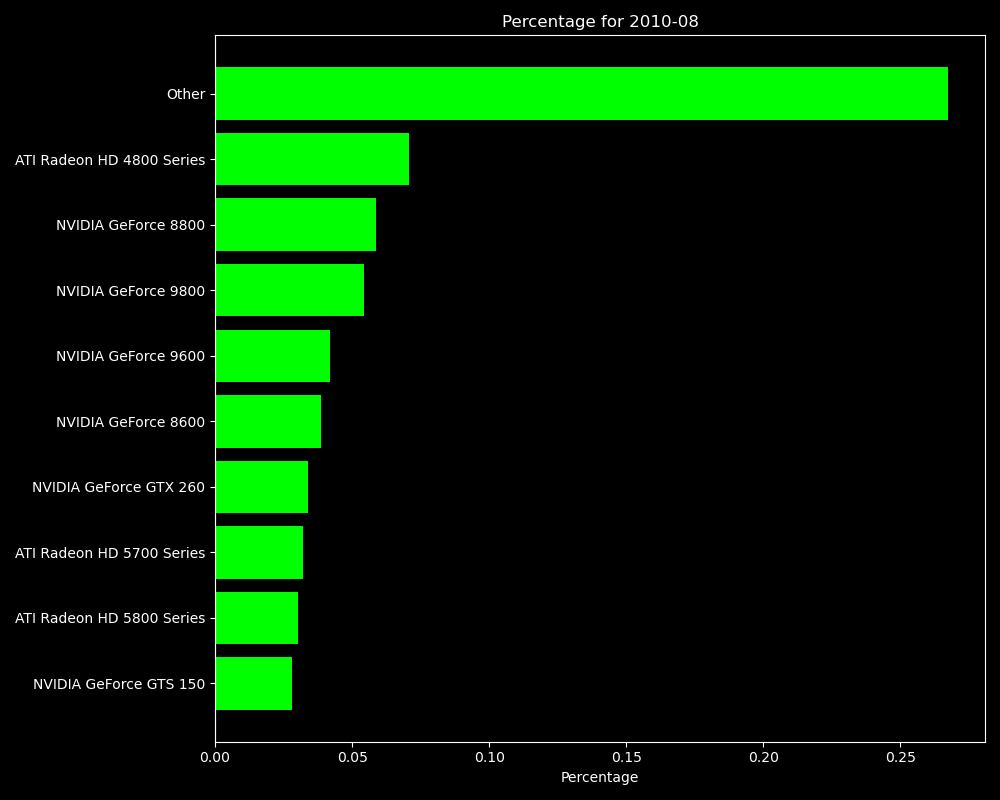 Percentage for 2010-08
Other
ATI Radeon HD 4800 Series
NVIDIA GeForce 8800
NVIDIA GeForce 9800
NVIDIA GeForce 9600
NVIDIA GeForce 8600
NVIDIA GeForce GTX 260
ATI Radeon HD 5700 Series
ATI Radeon HD 5800 Series
NVIDIA GeForce GTS 150
0.00 0.05 0.10 0.15 0.20 0.25
Percentage